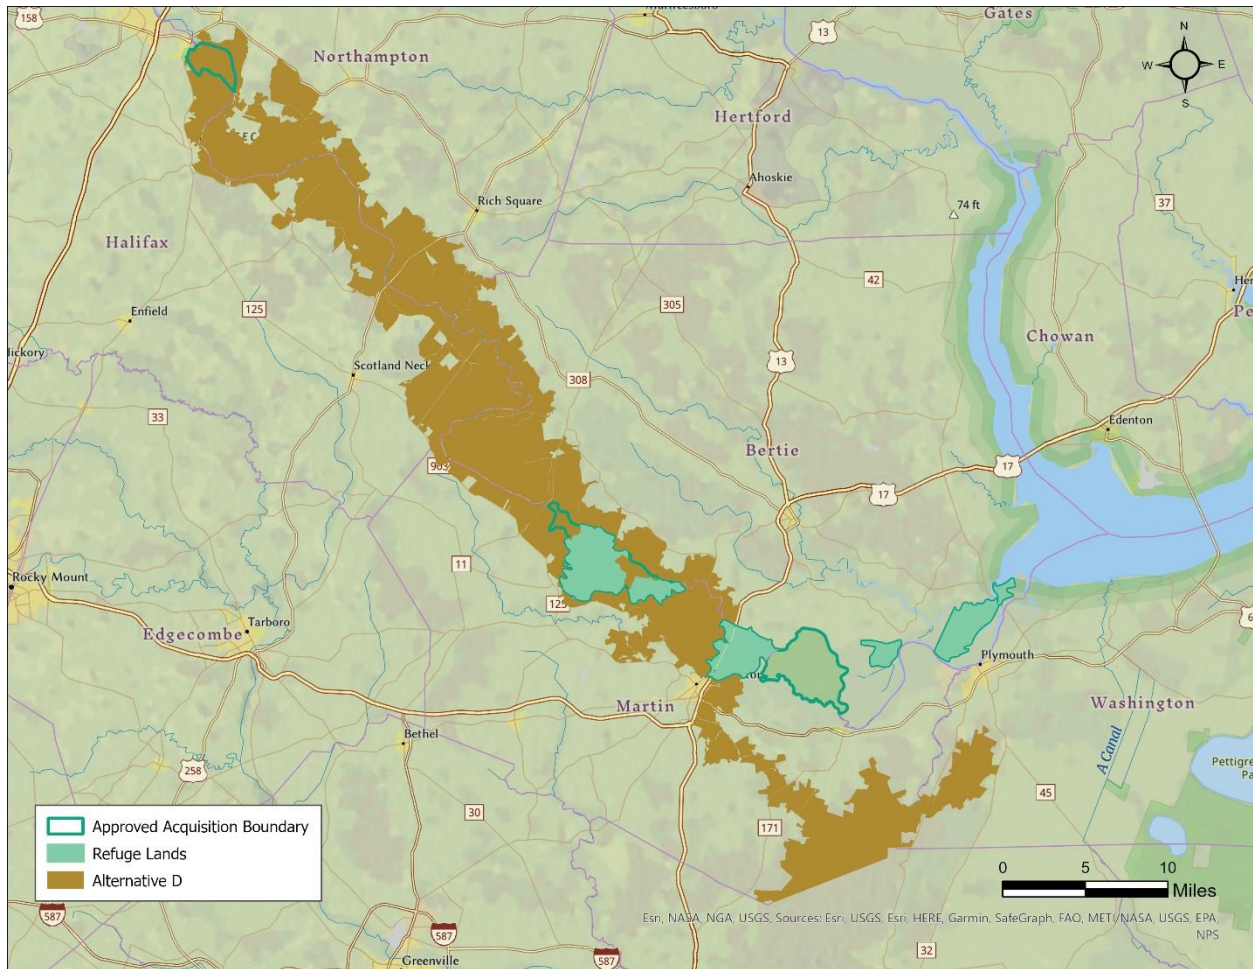 Murfreesboro
Gates
158
13
N
W
E
S
Northampton
Hertford
Ahoskie
37
Rich Square
74 ft
Halifax
42
305
125
Enfield
Chowan
13
Hickory
Scotland Neck
308
33
Edenton
Bertie
903
17
17
11
Rocky Mount
125
Tarboro
Edgecombe
Plymouth
Martin
Washington
Bethel
A Canal
258
45
171
30
Approved Acquisition Boundary
Refuge Lands
Alternative D
0
5
10
Miles
Esri, NASA, NGA, USGS, Sources: Esri, USGS, Esri, HERE, Garmin, SafeGraph, FAO, METI/NASA, USGS, EPA,
NPS
587
587
587
32
Greenville